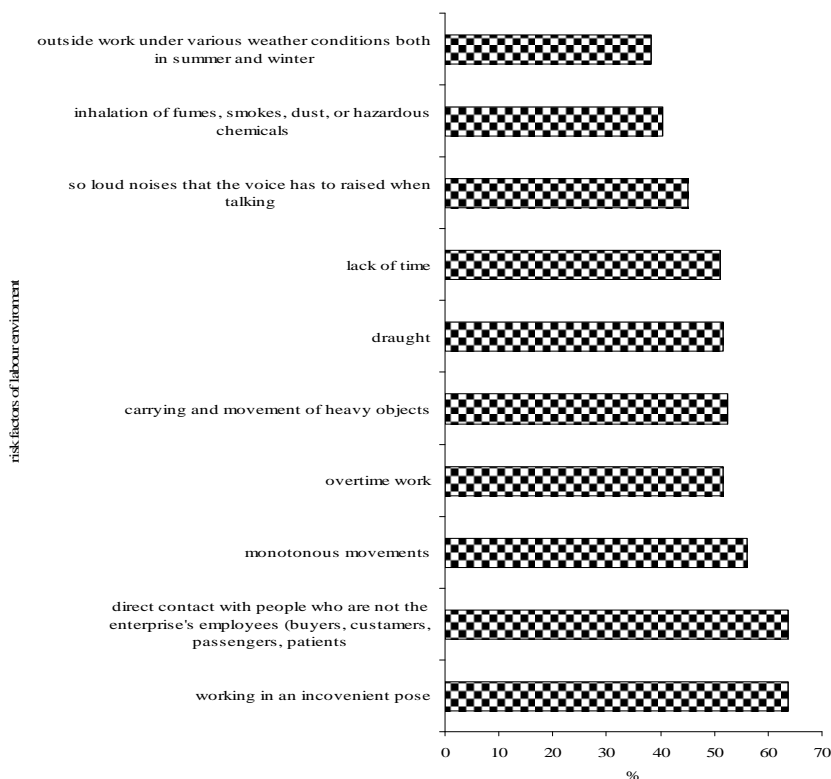 outside work under various weather conditions both
in summer and winter
inhalation of fumes, smokes, dust, or hazardous
chemicals
so loud noises that the voice has to raised when
talking
lack of time
draught
carrying and movement of heavy objects
overtime work
monotonous movements
direct contact with people who are not the
enterprise's employees (buyers, custamers,
passengers, patients
working in an incovenient pose
risk factors of labour enviroment
0 10 20 30 40 50 60 70
%